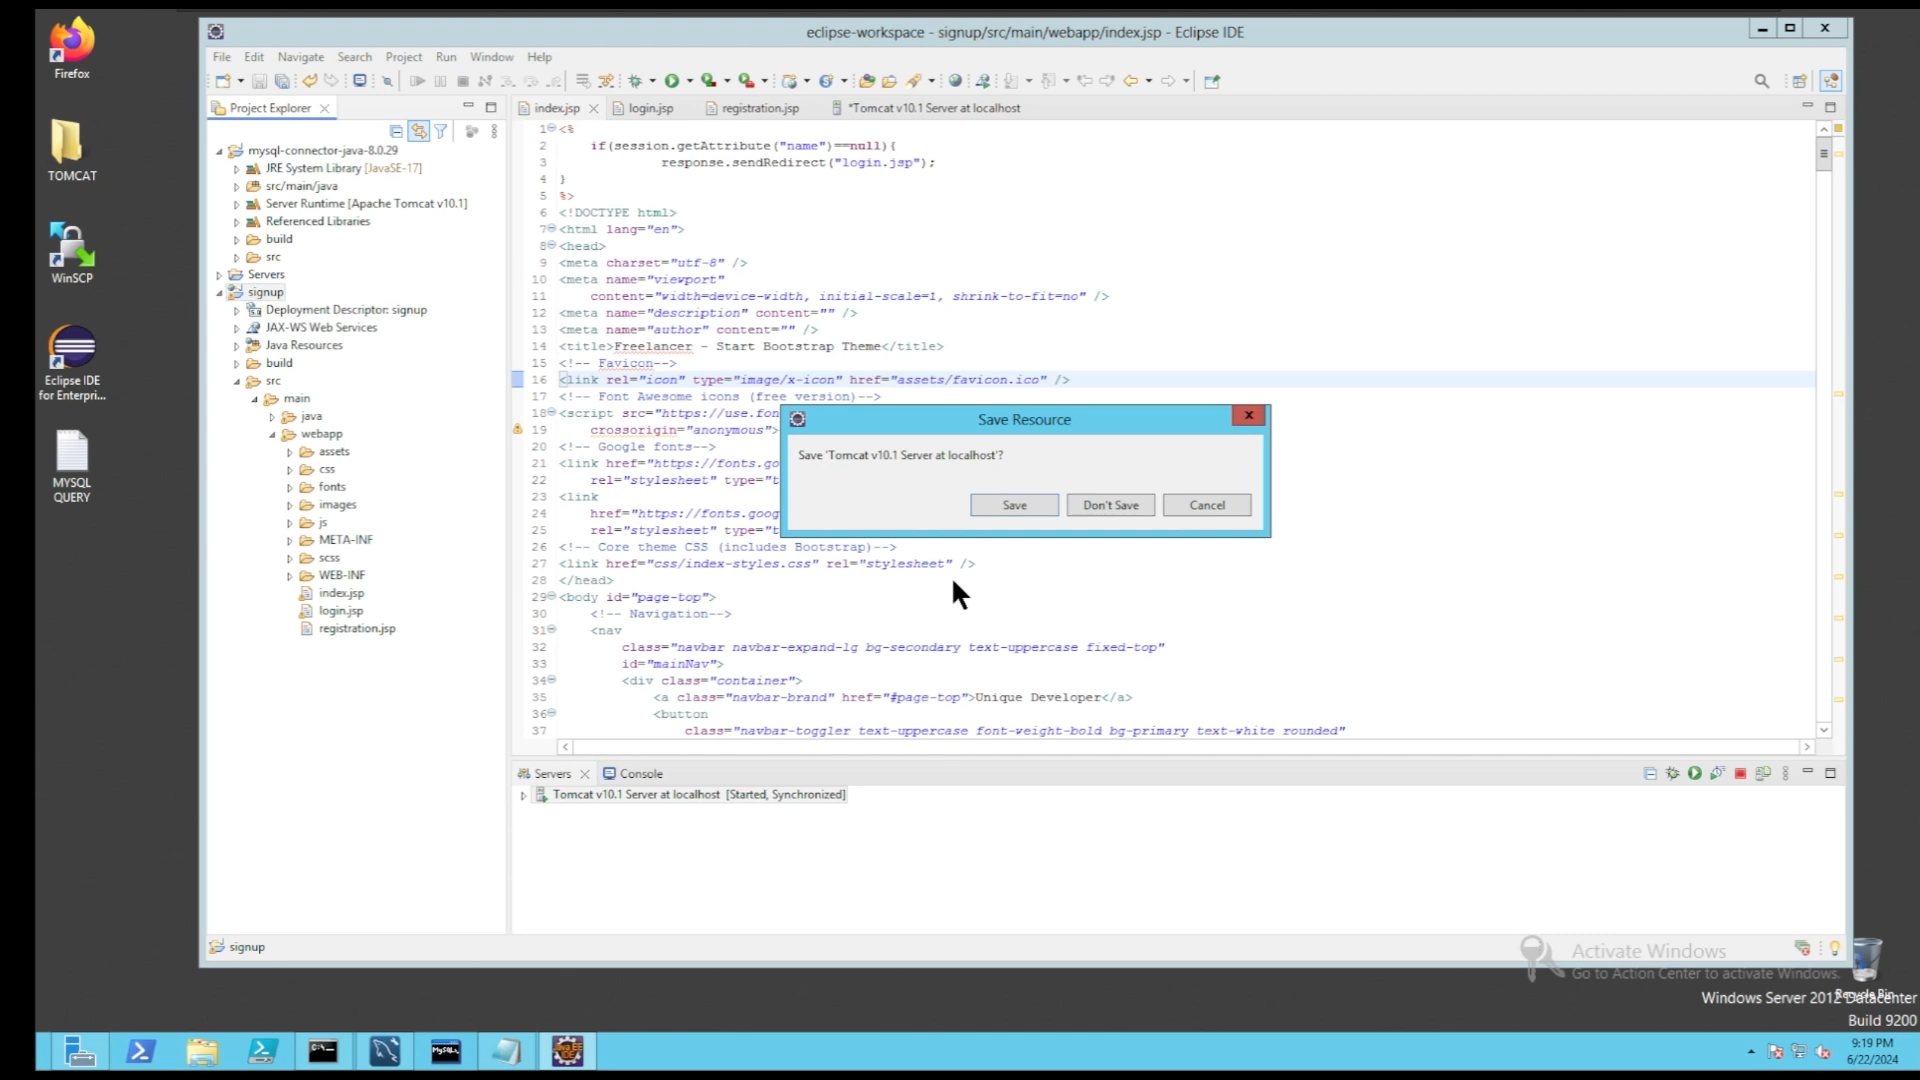 Firefox
TOMCAT
WinSCP
Eclipse IDE
for Enterpri...
MYSQL
QUERY
eclipse-workspace - signup/src/main/webapp/index.jsp - Eclipse IDE
File Edit Navigate Search Project Run Window Help
Project Explorer
mysql-connector-java-8.0.29
JRE System Library [JavaSE-17]
src/main/java
Server Runtime [Apache Tomcat v10.1]
Referenced Libraries
build
src
Servers
signup
Deployment Descriptor: signup
JAX-WS Web Services
Java Resources
build
src
main
java
webapp
assets
css
fonts
images
js
META-INF
scss
WEB-INF
index.jsp
login.jsp
registration.jsp
index.jsp login.jsp registration.jsp *Tomcat v10.1 Server at localhost
1 <%
2 if(session.getAttribute("name")==null){
3 response.sendRedirect("login.jsp");
4 }
5 %>
6 <!DOCTYPE html>
7 <html lang="en">
8 <head>
9 <meta charset="utf-8" />
10 <meta name="viewport"
11 content="width=device-width, initial-scale=1, shrink-to-fit=no" />
12 <meta name="description" content="" />
13 <meta name="author" content="" />
14 <title>Freelancer - Start Bootstrap Theme</title>
15 <!-- Favicon-->
16 <link rel="icon" type="image/x-icon" href="assets/favicon.ico" />
17 <!-- Font Awesome icons (free version)-->
18 <script src="https://use.fon
19 crossorigin="anonymous">
20 <!-- Google fonts-->
21 <link href="https://fonts.go
22 rel="stylesheet" type="t
23 <link
24 href="https://fonts.goog
25 rel="stylesheet" type="t
26 <!-- Core theme CSS (includes Bootstrap)-->
27 <link href="css/index-styles.css" rel="stylesheet" />
28 </head>
29 <body id="page-top">
30 <!-- Navigation-->
31 <nav
32 class="navbar navbar-expand-lg bg-secondary text-uppercase fixed-top"
33 id="mainNav">
34 <div class="container">
35 <a class="navbar-brand" href="#page-top">Unique Developer</a>
36 <button
37 class="navbar-toggler text-uppercase font-weight-bold bg-primary text-white rounded"
Save Resource
Save 'Tomcat v10.1 Server at localhost'?
Save Don't Save Cancel
Servers Console
Tomcat v10.1 Server at localhost [Started, Synchronized]
signup
Activate Windows
Go to Action Center to activate Windows.
Recycle Bin
Windows Server 2012 Datacenter
Build 9200
MySQL
Java EE
IDE
9:19 PM
6/22/2024